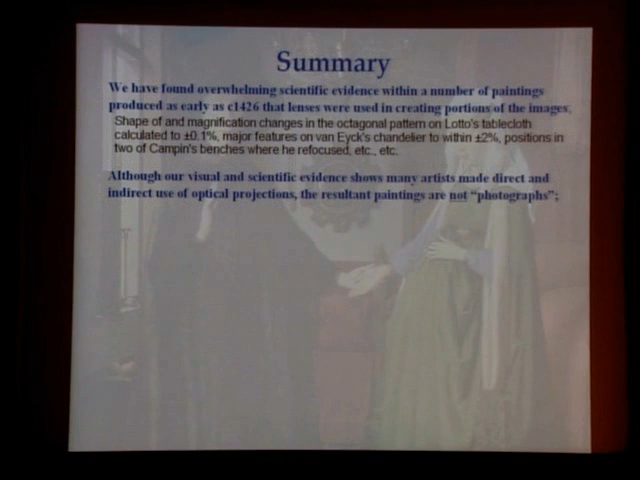 Summary
We have found overwhelming scientific evidence within a number of paintings
produced as early as c1426 that lenses were used in creating portions of the images.
Shape of and magnification changes in the octagonal pattern on Lotto's tablecloth
calculated to ±0.1%, major features on van Eyck's chandelier to within ±2%, positions in
two of Campin's benches where he refocused, etc., etc.
Although our visual and scientific evidence shows many artists made direct and
indirect use of optical projections, the resultant paintings are not "photographs";